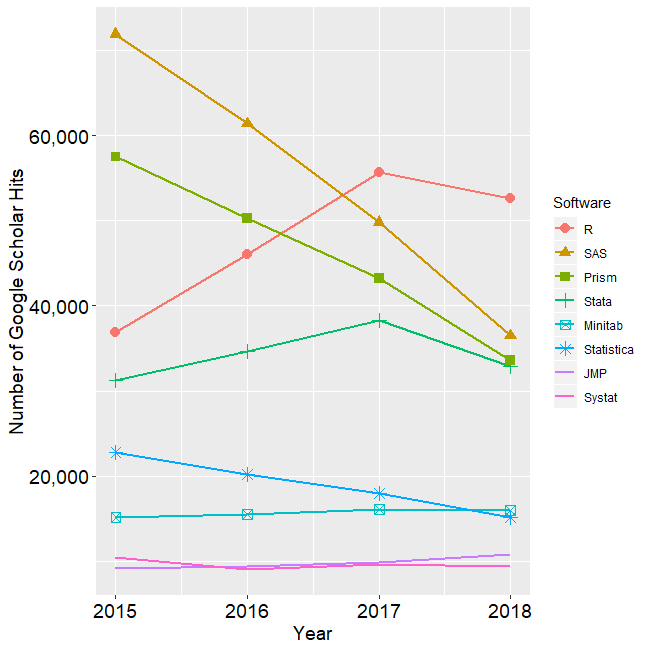 Number of Google Scholar Hits
60,000
40,000
20,000
2015 2016 2017 2018
Year
Software
R
SAS
Prism
Stata
Minitab
Statistica
JMP
Systat